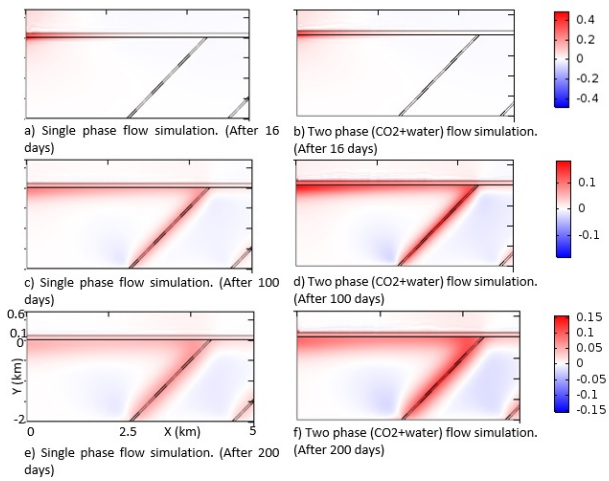 0.4
0.2
0
-0.2
-0.4
a) Single phase flow simulation. (After 16
days)
b) Two phase (CO2+water) flow simulation.
(After 16 days)
0.1
0
-0.1
c) Single phase flow simulation. (After 100
days)
d) Two phase (CO2+water) flow simulation.
(After 100 days)
0.6
0.1
0
Y (km)
-2
0 2.5 X (km) 5
0.15
0.1
0.05
0
-0.05
-0.1
-0.15
e) Single phase flow simulation. (After 200
days)
f) Two phase (CO2+water) flow simulation.
(After 200 days)